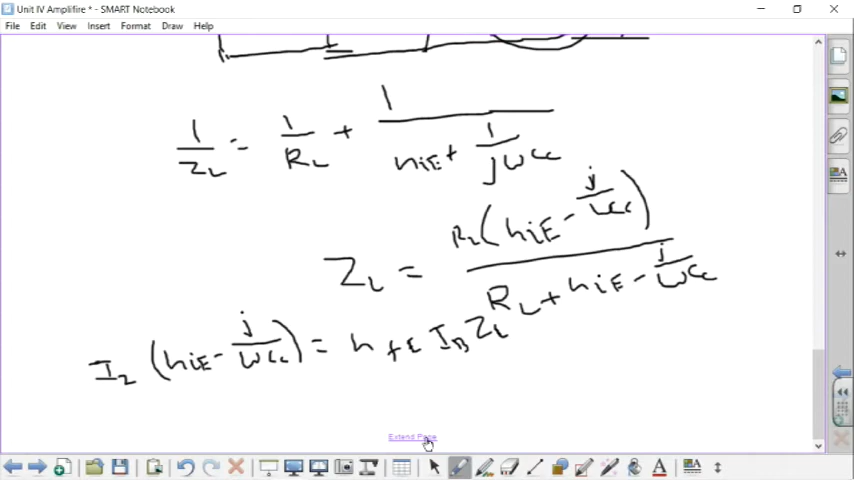 Unit IV Amplifire * - SMART Notebook
File Edit View Insert Format Draw Help
1/ZL = 1/RL + 1/(hiE + 1/(jωCc))
ZL = RL(hiE - j/ωCc)/(RL + hiE - j/ωCc)
I2 (hiE - j/ωCc) = hfE IB ZL
Extend Page